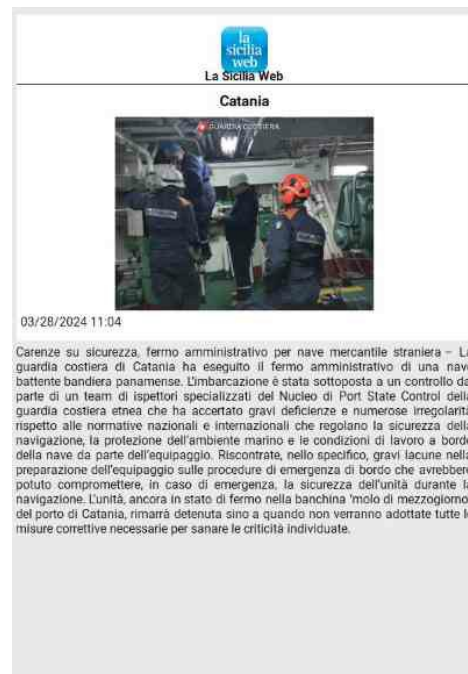 la
sicilia
web
La Sicilia Web
Catania
GUARDIA COSTIERA
03/28/2024 11:04
Carenze su sicurezza, fermo amministrativo per nave mercantile straniera – La
guardia costiera di Catania ha eseguito il fermo amministrativo di una nave
battente bandiera panamense. L'imbarcazione è stata sottoposta a un controllo da
parte di un team di ispettori specializzati del Nucleo di Port State Control della
guardia costiera etnea che ha accertato gravi deficienze e numerose irregolarità
rispetto alle normative nazionali e internazionali che regolano la sicurezza della
navigazione, la protezione dell'ambiente marino e le condizioni di lavoro a bordo
della nave da parte dell'equipaggio. Riscontrate, nello specifico, gravi lacune nella
preparazione dell'equipaggio sulle procedure di emergenza di bordo che avrebbero
potuto compromettere, in caso di emergenza, la sicurezza dell'unità durante la
navigazione. L'unità, ancora in stato di fermo nella banchina 'molo di mezzogiorno'
del porto di Catania, rimarrà detenuta sino a quando non verranno adottate tutte le
misure correttive necessarie per sanare le criticità individuate.